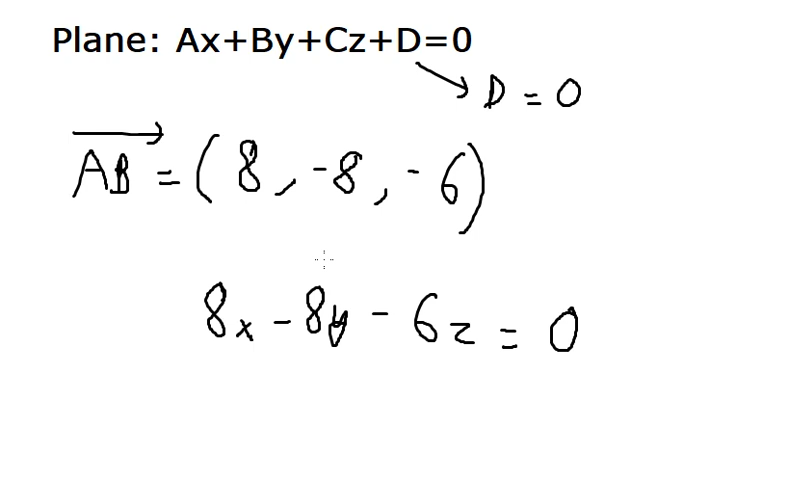 Plane: Ax+By+Cz+D=0
D = 0
AB = (8, -8, -6)
8x - 8y - 6z = 0